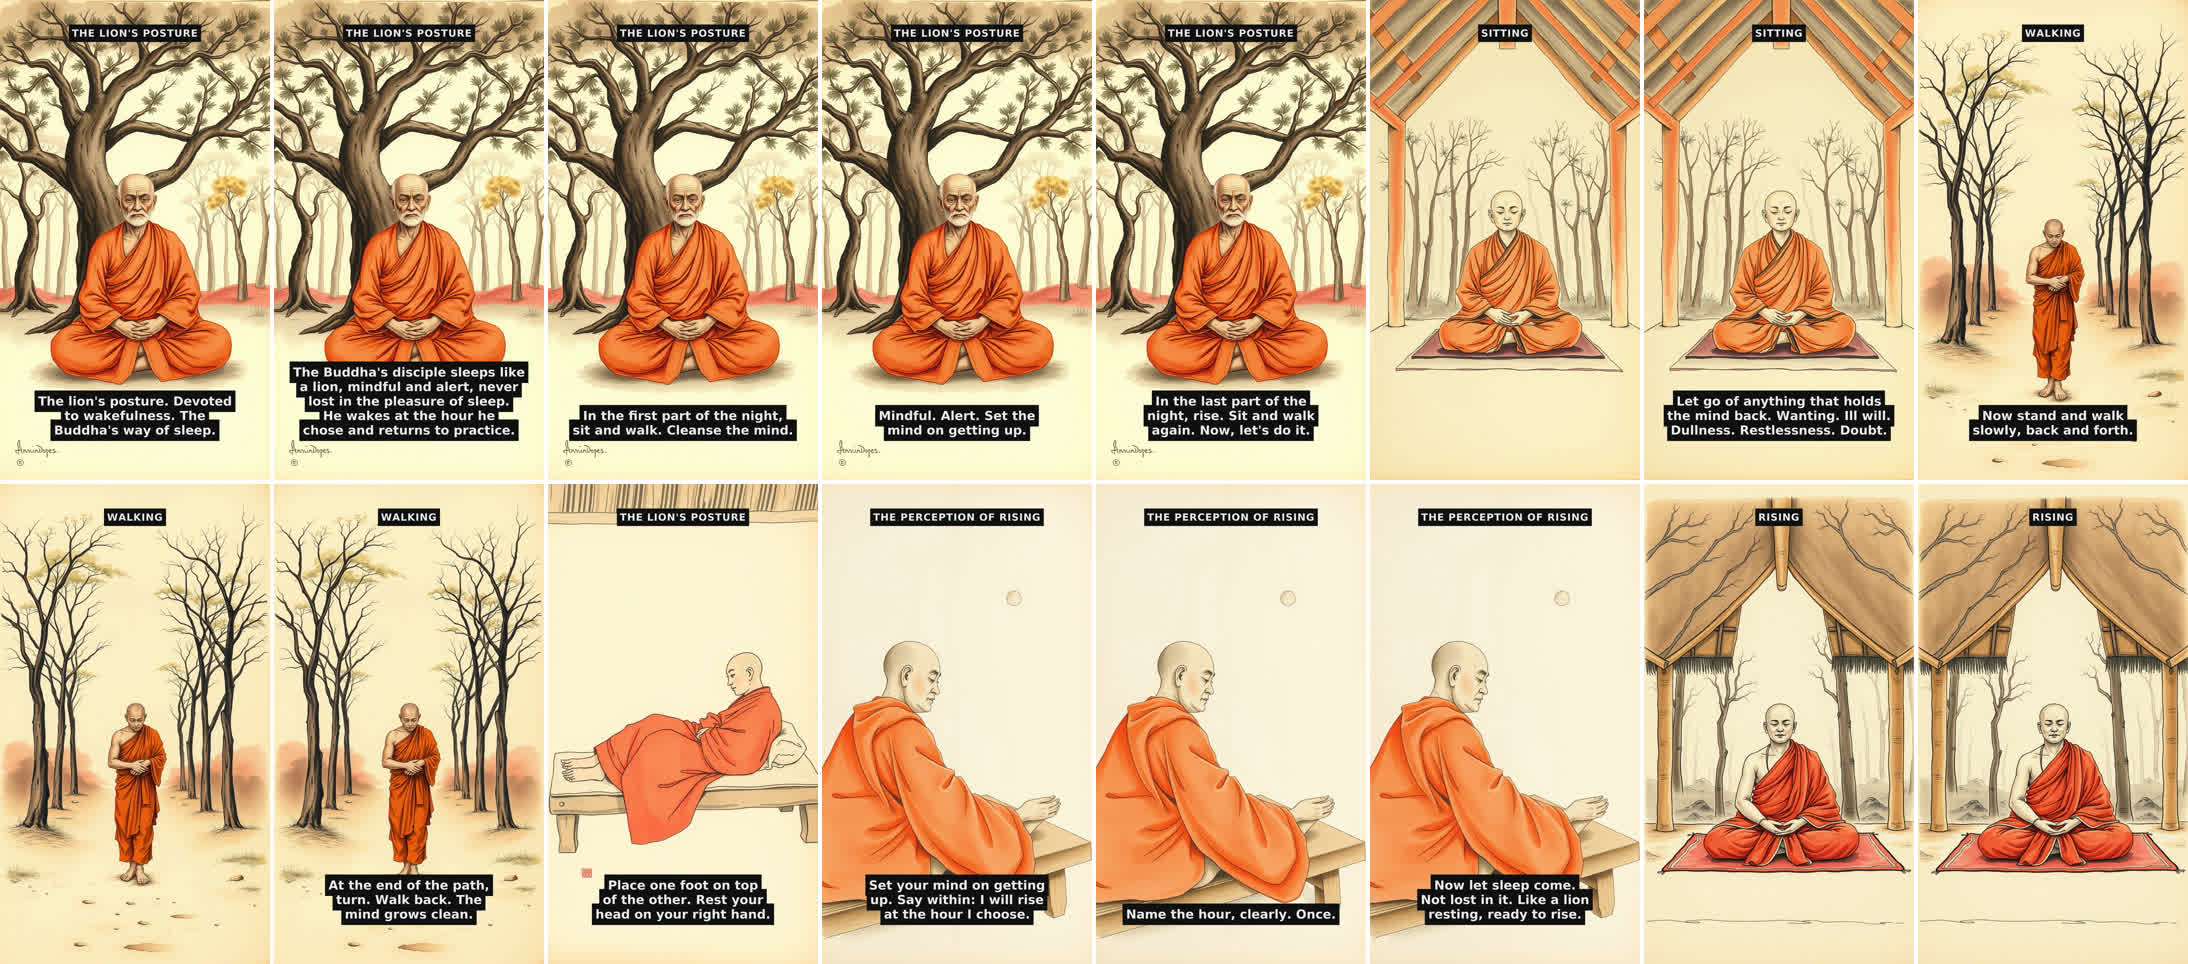 THE LION'S POSTURE
The lion's posture. Devoted
to wakefulness. The
Buddha's way of sleep.
THE LION'S POSTURE
The Buddha's disciple sleeps like
a lion, mindful and alert, never
lost in the pleasure of sleep.
He wakes at the hour he
chose and returns to practice.
THE LION'S POSTURE
In the first part of the night,
sit and walk. Cleanse the mind.
THE LION'S POSTURE
Mindful. Alert. Set the
mind on getting up.
THE LION'S POSTURE
In the last part of the
night, rise. Sit and walk
again. Now, let's do it.
SITTING
SITTING
Let go of anything that holds
the mind back. Wanting. Ill will.
Dullness. Restlessness. Doubt.
WALKING
Now stand and walk
slowly, back and forth.
WALKING
WALKING
At the end of the path,
turn. Walk back. The
mind grows clean.
THE LION'S POSTURE
Place one foot on top
of the other. Rest your
head on your right hand.
THE PERCEPTION OF RISING
Set your mind on getting
up. Say within: I will rise
at the hour I choose.
THE PERCEPTION OF RISING
Name the hour, clearly. Once.
THE PERCEPTION OF RISING
Now let sleep come.
Not lost in it. Like a lion
resting, ready to rise.
RISING
RISING